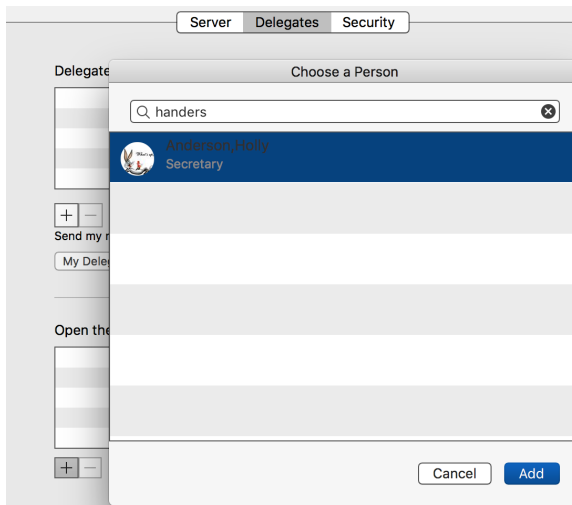 Server Delegates Security
Delegate
Choose a Person
handers
Anderson,Holly
Secretary
Send my
My Dele
Open the
Cancel Add